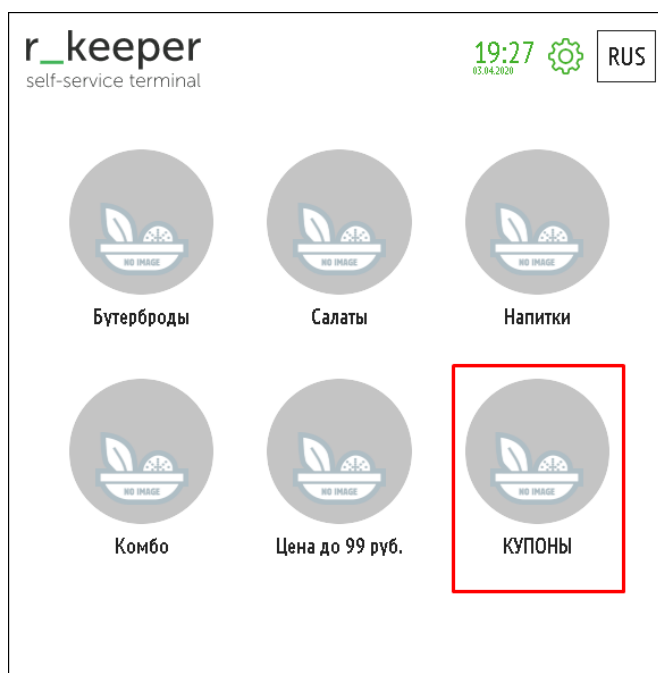 r_keeper
self-service terminal
19:27
03.04.2020
RUS
NO IMAGE
NO IMAGE
NO IMAGE
Бутерброды
Салаты
Напитки
NO IMAGE
NO IMAGE
NO IMAGE
Комбо
Цена до 99 руб.
КУПОНЫ